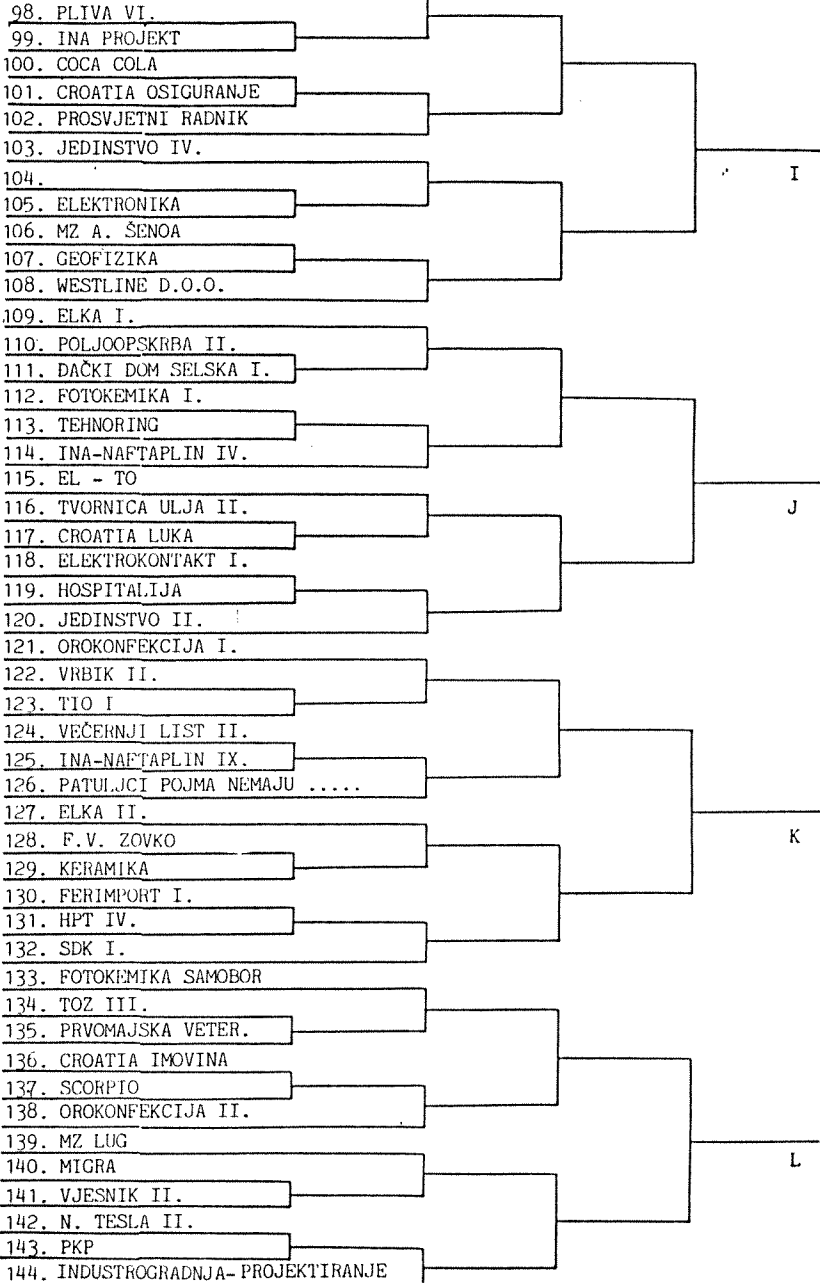 98. PLIVA VI.
99. INA PROJEKT
100. COCA COLA
101. CROATIA OSIGURANJE
102. PROSVJETNI RADNIK
103. JEDINSTVO IV.
104.
105. ELEKTRONIKA
106. MZ A. ŠENOA
107. GEOFIZIKA
108. WESTLINE D.O.O.
I
109. ELKA I.
110. POLJOOPSKRBA II.
111. DAČKI DOM SELSKA I.
112. FOTOKEMIKA I.
113. TEHNORING
114. INA-NAFTAPLIN IV.
115. EL - TO
116. TVORNICA ULJA II.
117. CROATIA LUKA
118. ELEKTROKONTAKT I.
119. HOSPITALIJA
120. JEDINSTVO II.
J
121. OROKONFEKCIJA I.
122. VRBIK II.
123. TIO I
124. VEČERNJI LIST II.
125. INA-NAFTAPLIN IX.
126. PATULJCI POJMA NEMAJU .....
127. ELKA II.
128. F.V. ZOVKO
129. KERAMIKA
130. FERIMPORT I.
131. HPT IV.
132. SDK I.
K
133. FOTOKEMIKA SAMOBOR
134. TOZ III.
135. PRVOMAJSKA VETER.
136. CROATIA IMOVINA
137. SCORPIO
138. OROKONFEKCIJA II.
139. MZ LUG
140. MIGRA
141. VJESNIK II.
142. N. TESLA II.
143. PKP
144. INDUSTROGRADNJA-PROJEKTIRANJE
L